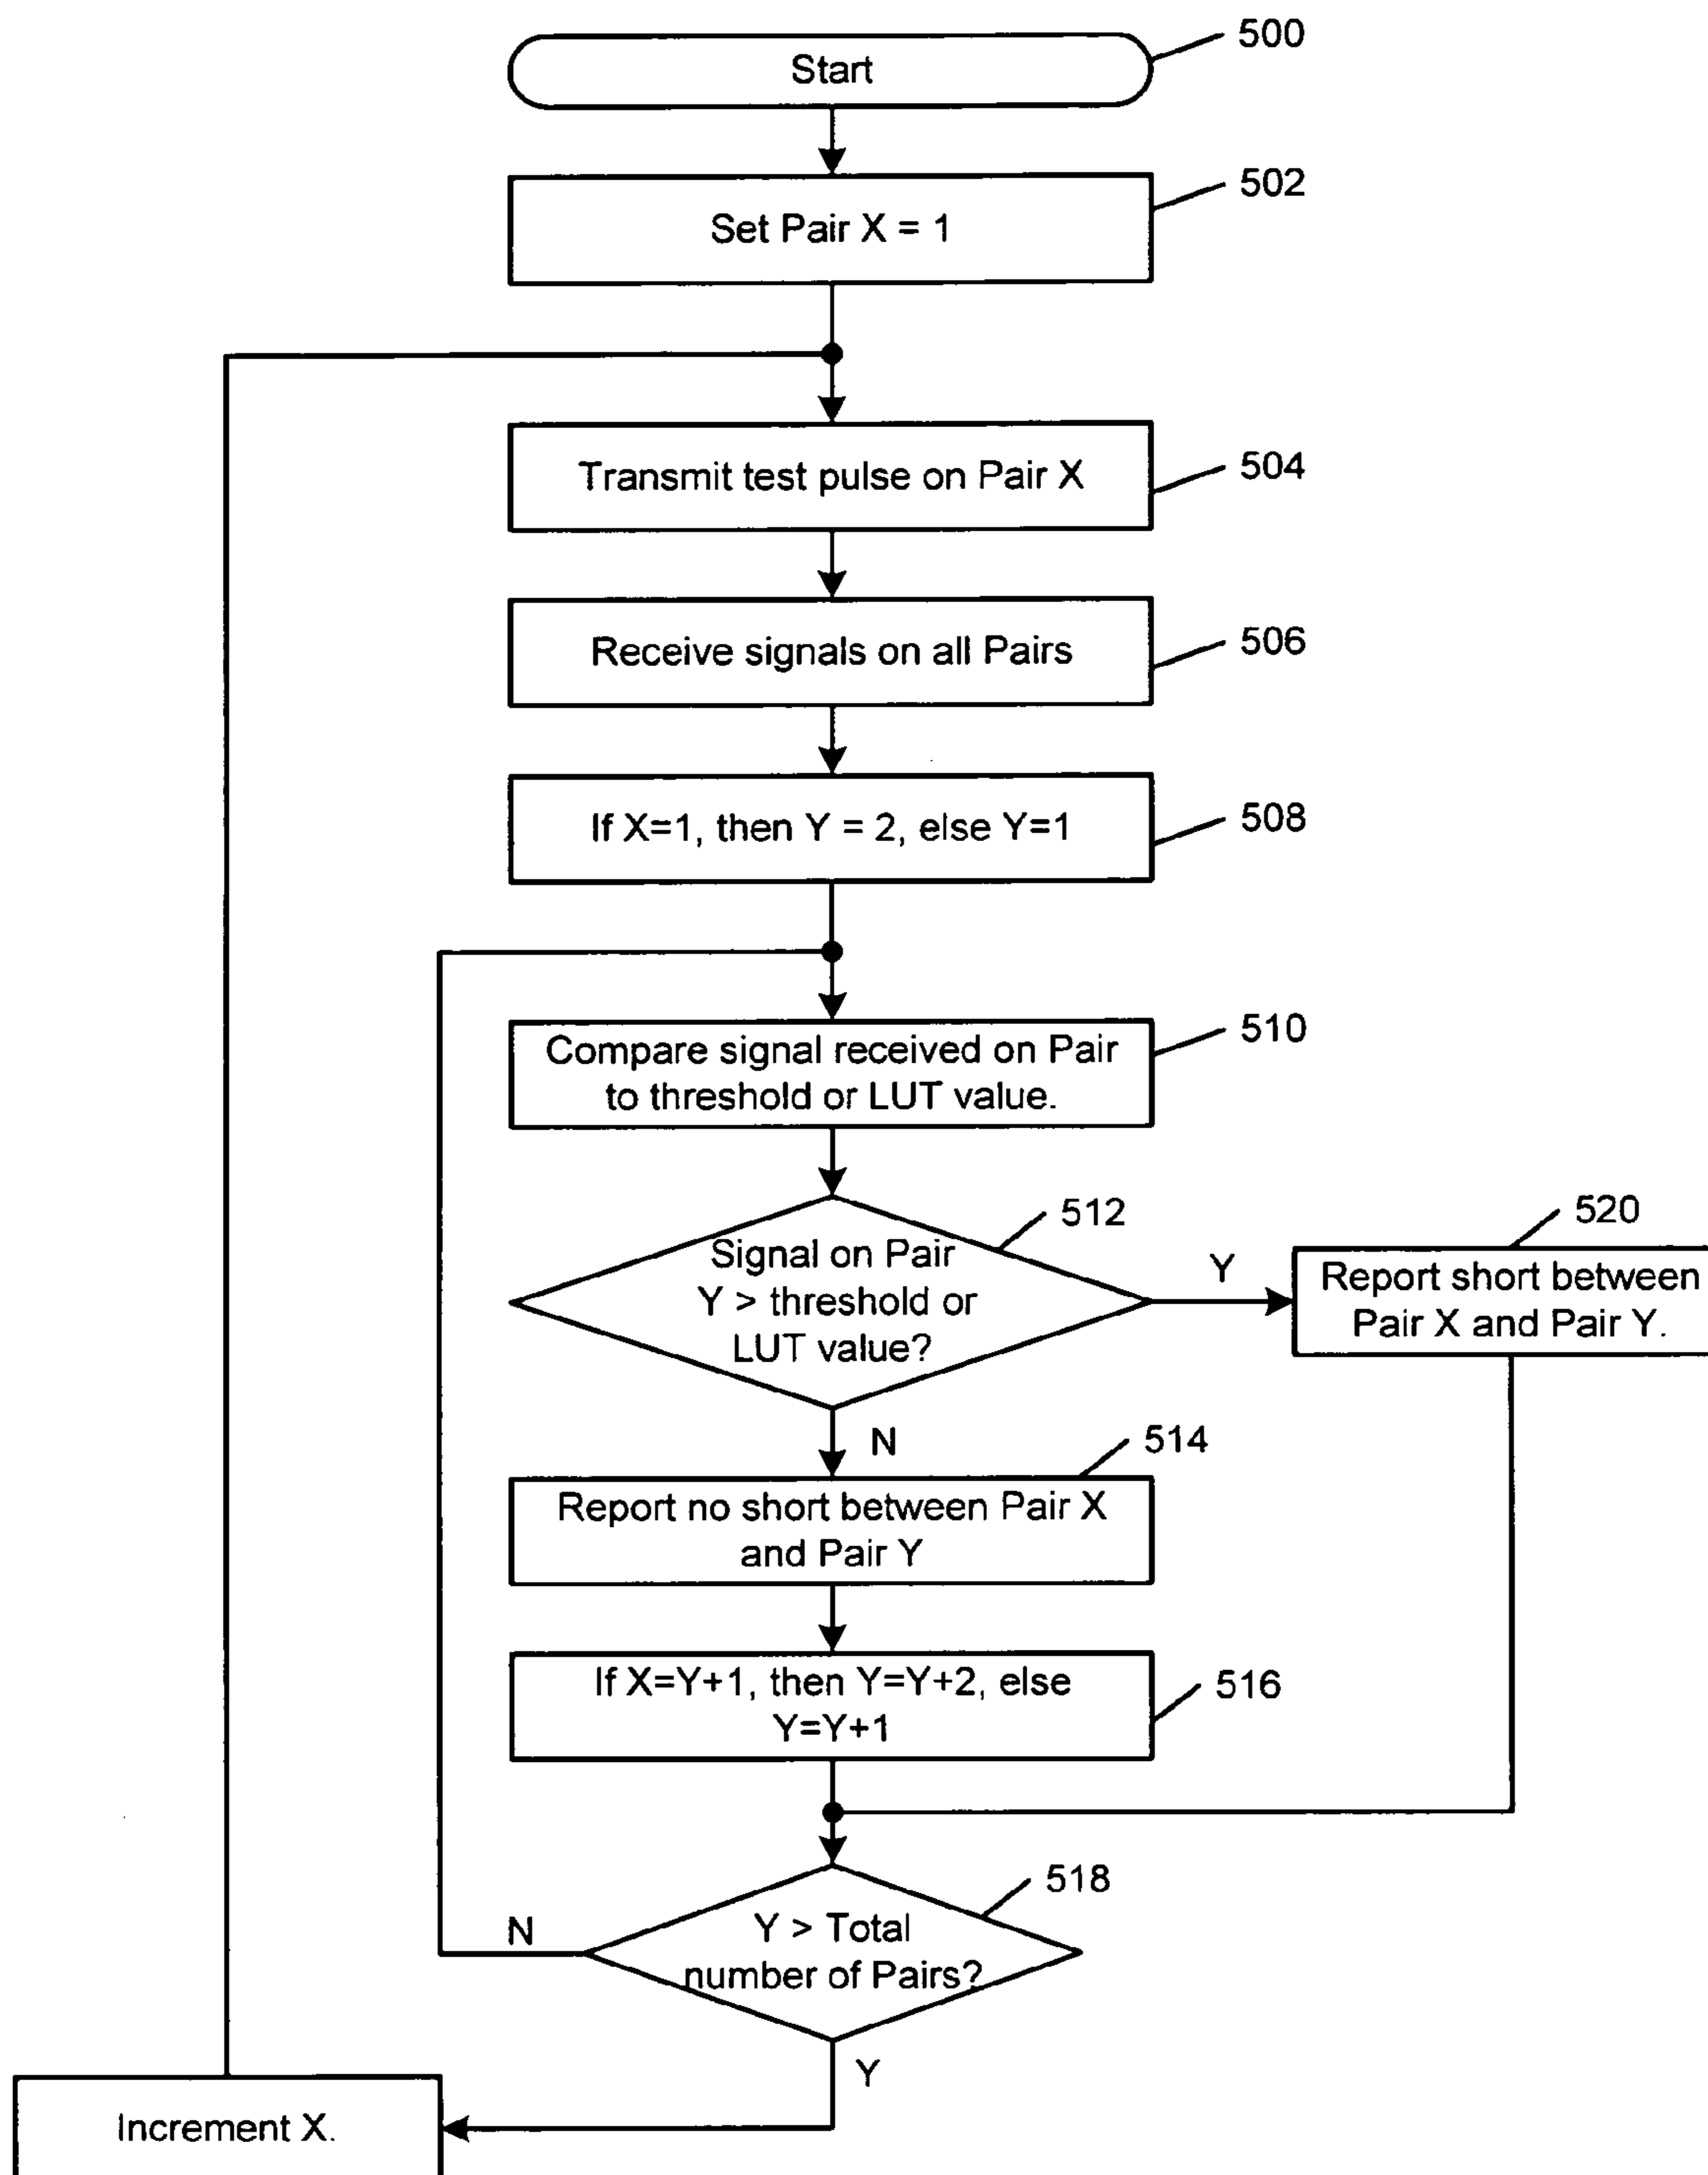 Start
500
Set Pair X = 1
502
Transmit test pulse on Pair X
504
Receive signals on all Pairs
506
If X=1, then Y = 2, else Y=1
508
Compare signal received on Pair
to threshold or LUT value.
510
Signal on Pair
Y > threshold or
LUT value?
512
Y
Report short between
Pair X and Pair Y.
520
N
Report no short between Pair X
and Pair Y
514
If X=Y+1, then Y=Y+2, else
Y=Y+1
516
Y > Total
number of Pairs?
518
N
Y
Increment X.